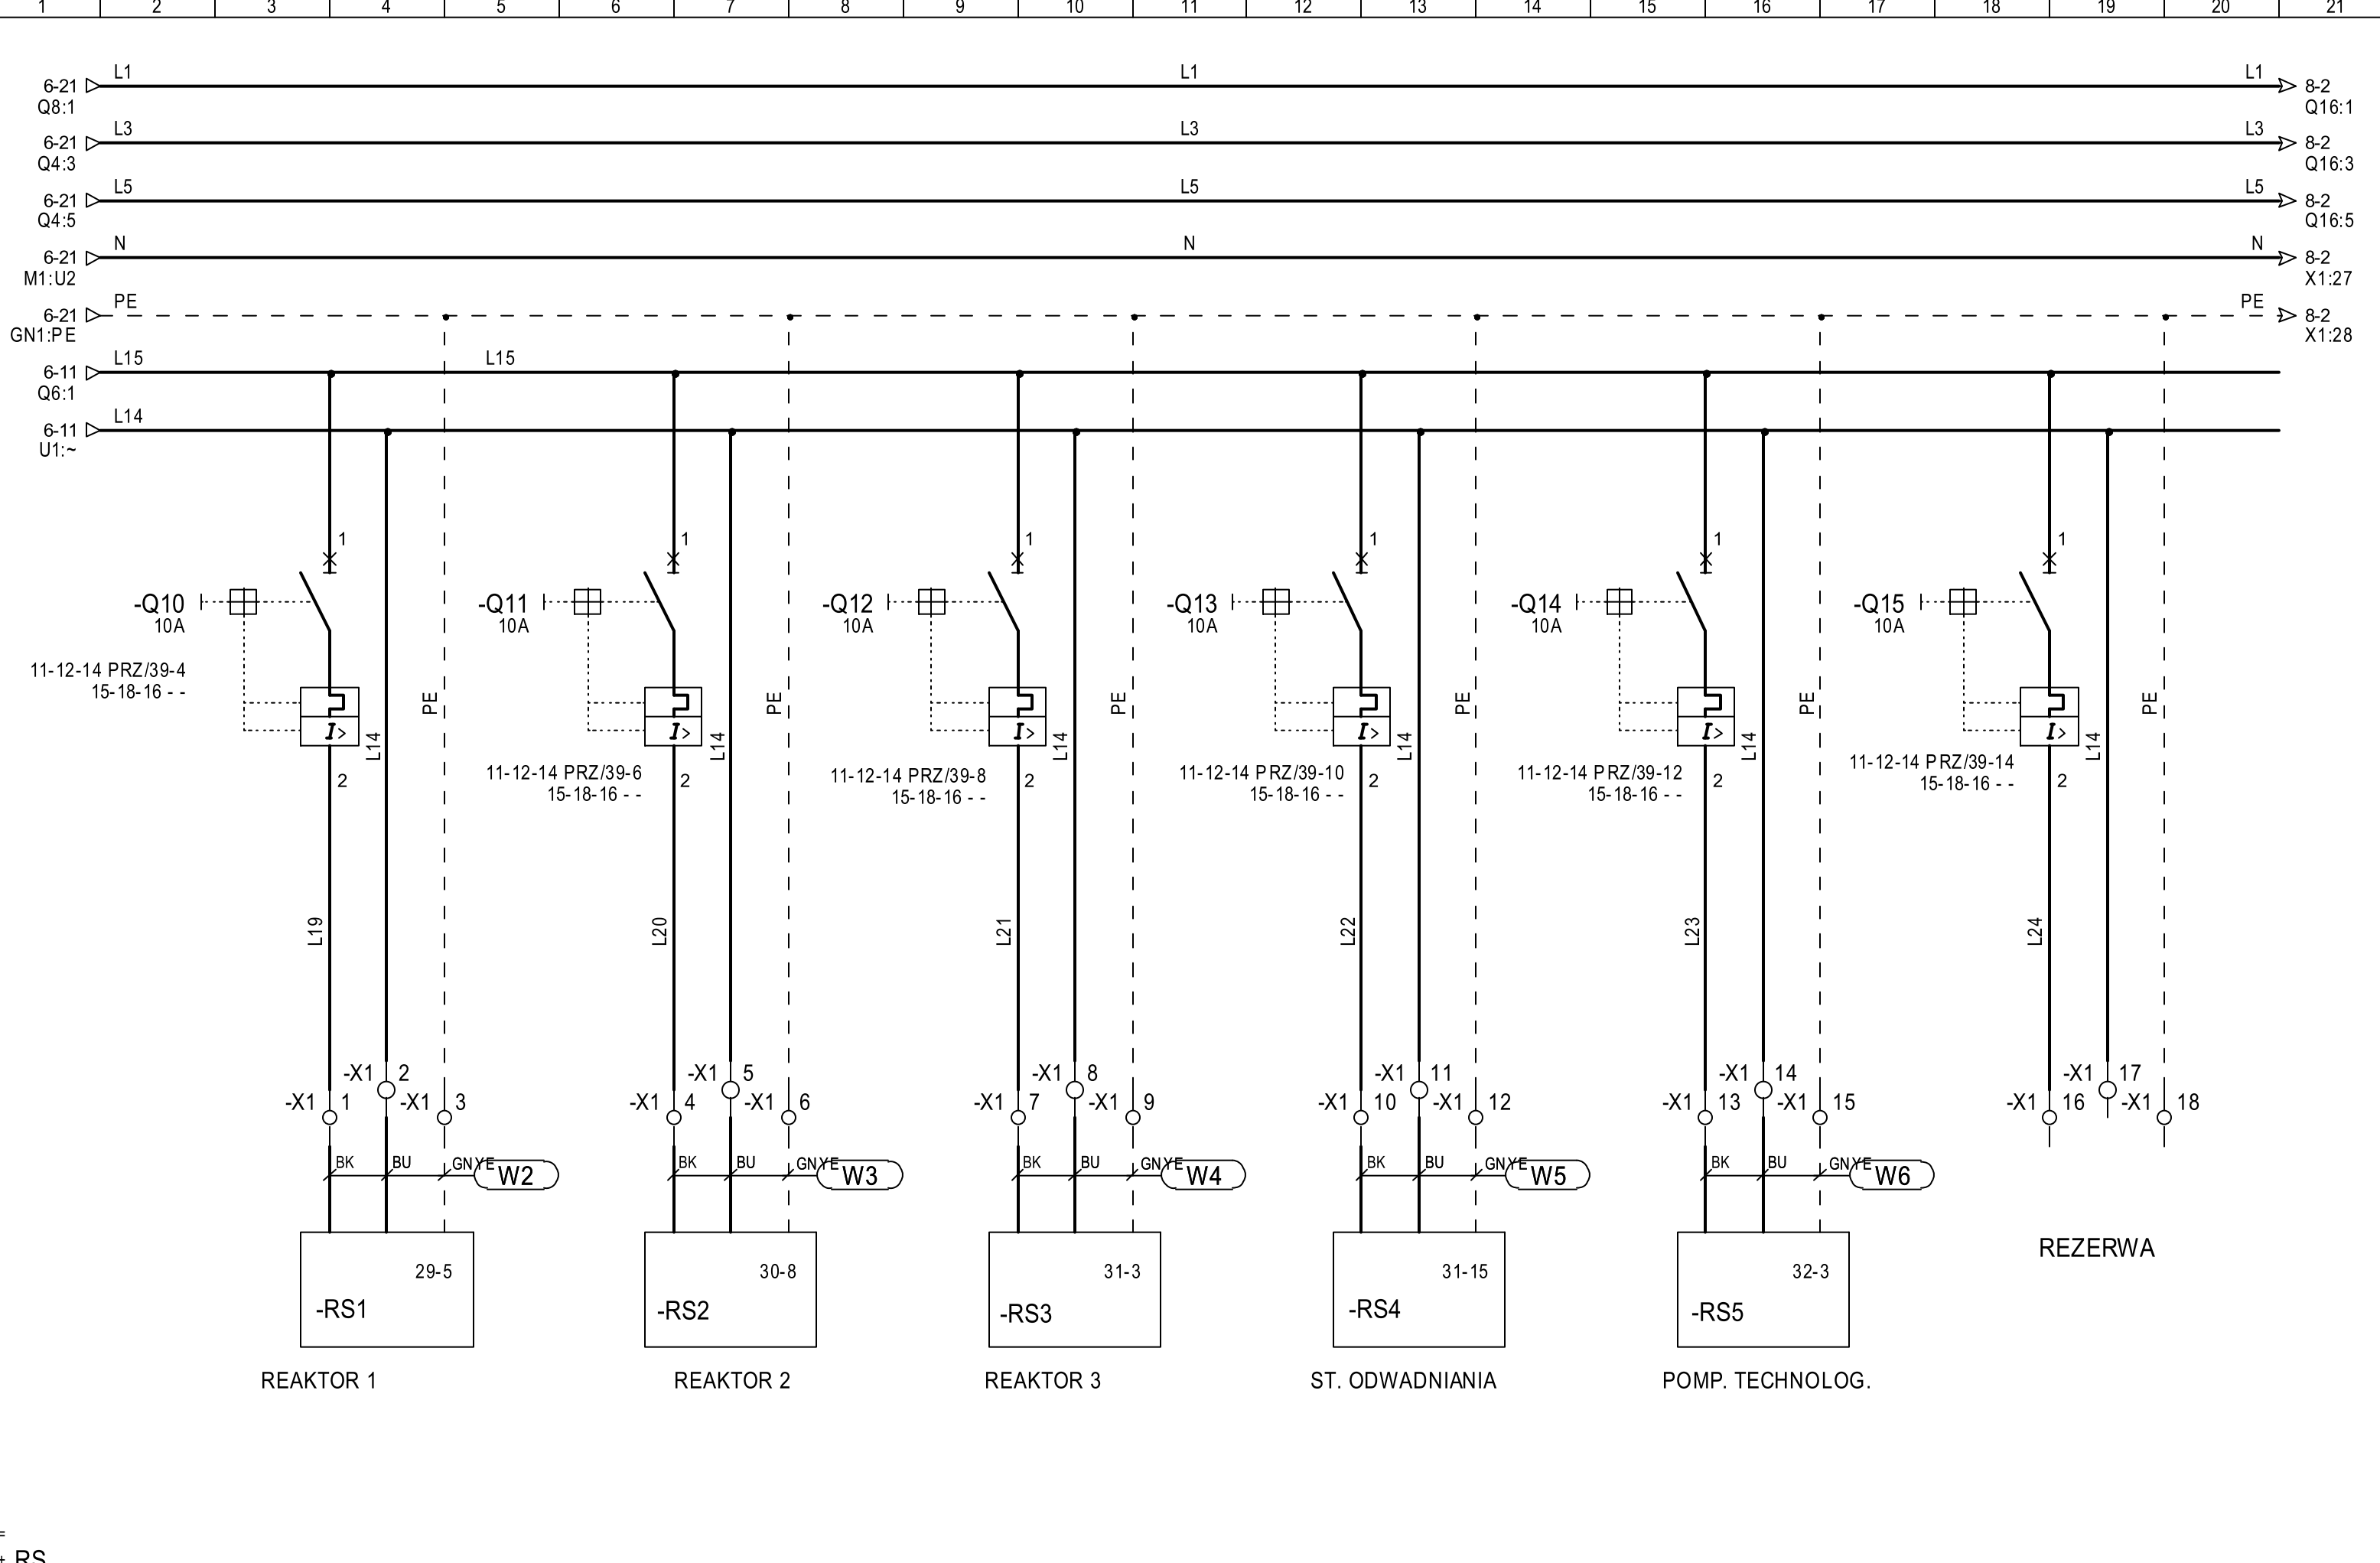 1 2 3 4 5 6 7 8 9 10 11 12 13 14 15 16 17 18 19 20 21
L1 L1 L1
6-21 8-2
Q8:1 Q16:1
L3 L3 L3
6-21 8-2
Q4:3 Q16:3
L5 L5 L5
6-21 8-2
Q4:5 Q16:5
N N N
6-21 8-2
M1:U2 X1:27
PE PE
6-21 8-2
GN1:PE X1:28
L15 L15
6-11
Q6:1
L14
6-11
U1:~
1 1 1 1 1 1
-Q10 -Q11 -Q12 -Q13 -Q14 -Q15
10A 10A 10A 10A 10A 10A
11-12-14 PRZ/39-4
15-18-16 - -
PE PE PE PE PE PE
I> I> I> I> I> I>
L14 L14 L14 L14 L14 L14
11-12-14 PRZ/39-6 11-12-14 PRZ/39-8 11-12-14 PRZ/39-10 11-12-14 PRZ/39-12 11-12-14 PRZ/39-14
15-18-16 - - 15-18-16 - - 15-18-16 - - 15-18-16 - - 15-18-16 - -
2 2 2 2 2 2
L19 L20 L21 L22 L23 L24
-X1 2 -X1 5 -X1 8 -X1 11 -X1 14 -X1 17
-X1 1 -X1 3 -X1 4 -X1 6 -X1 7 -X1 9 -X1 10 -X1 12 -X1 13 -X1 15 -X1 16 -X1 18
BK BU GNYE W2 BK BU GNYE W3 BK BU GNYE W4 BK BU GNYE W5 BK BU GNYE W6
REZERWA
29-5 30-8 31-3 31-15 32-3
-RS1 -RS2 -RS3 -RS4 -RS5
REAKTOR 1 REAKTOR 2 REAKTOR 3 ST. ODWADNIANIA POMP. TECHNOLOG.
=
+ RS